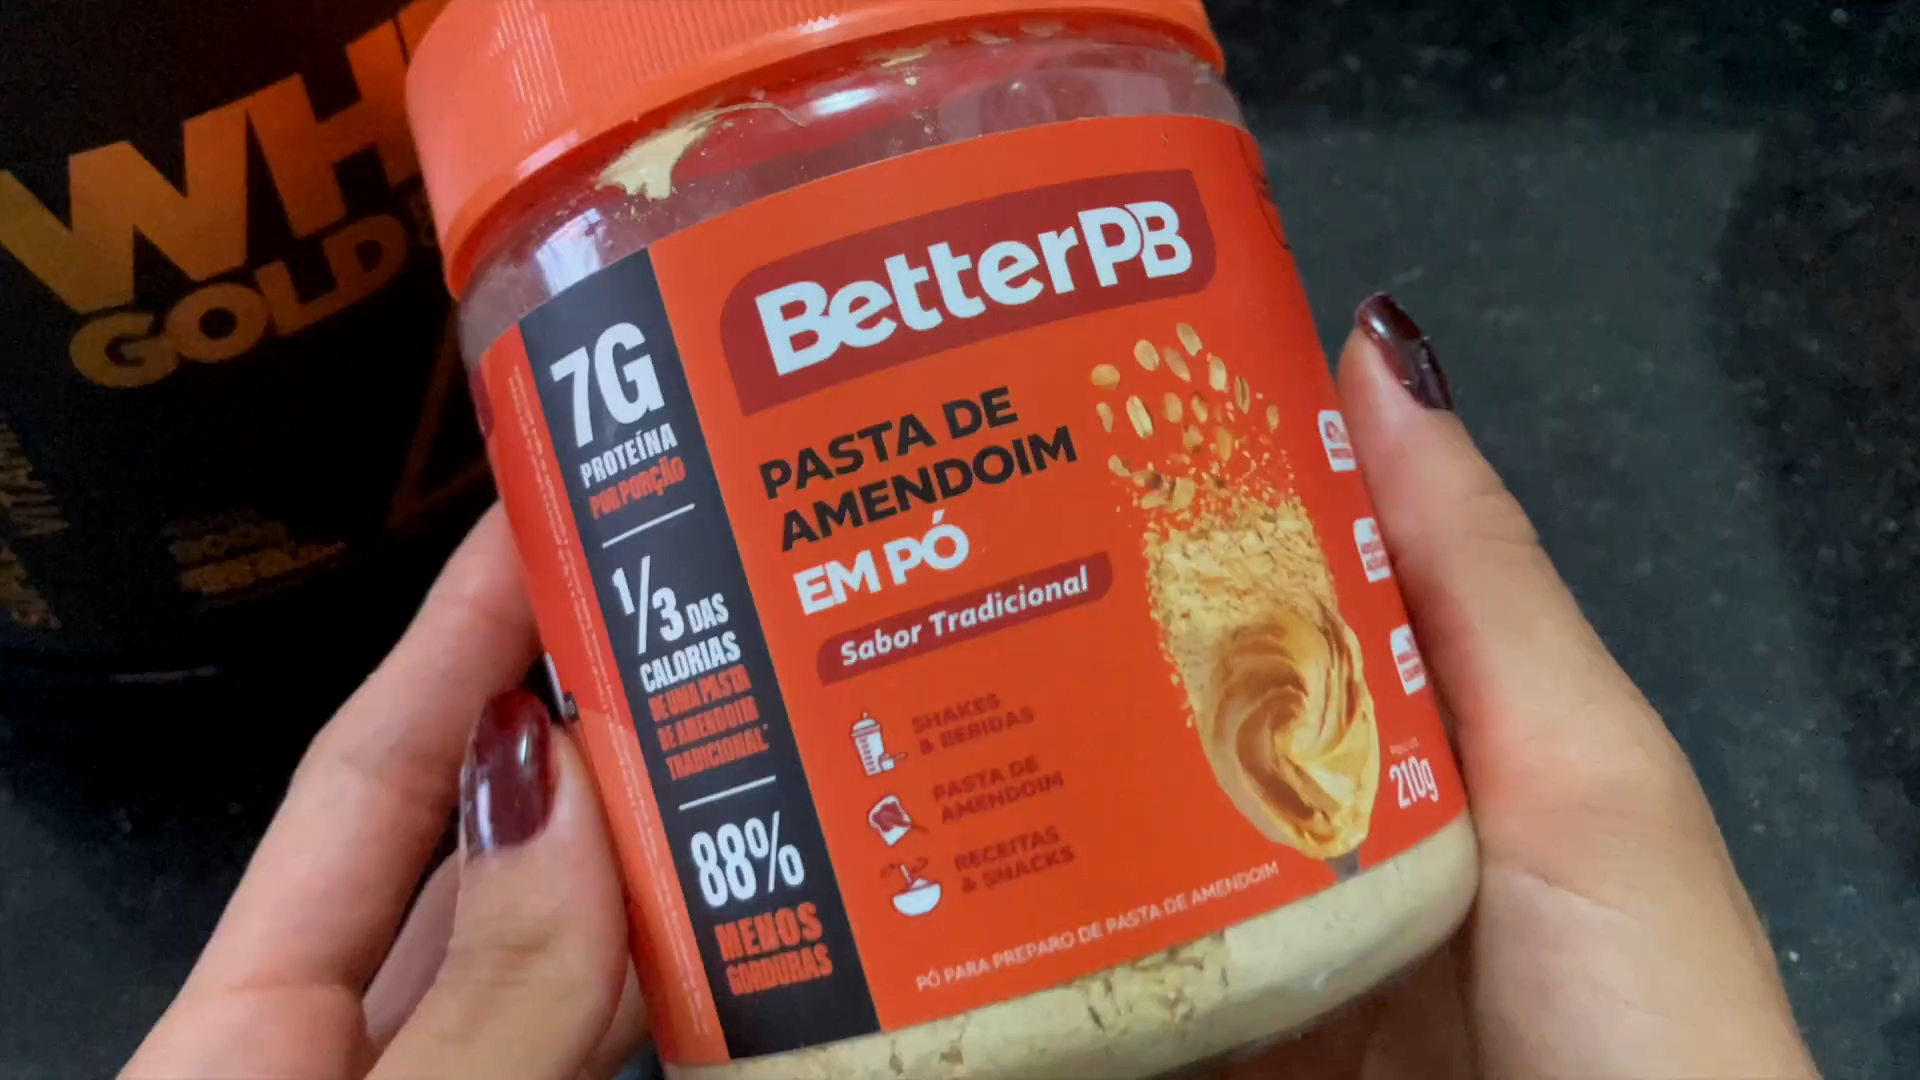 WH
GOLD
BetterPB
PASTA DE
AMENDOIM
EM PÓ
Sabor Tradicional
7G
PROTEÍNA
POR PORÇÃO
1/3 DAS
CALORIAS
DE UMA PASTA
DE AMENDOIM
TRADICIONAL*
88%
MENOS
GORDURAS
SHAKES
& BEBIDAS
PASTA DE
AMENDOIM
RECEITAS
& SNACKS
210g
PÓ PARA PREPARO DE PASTA DE AMENDOIM